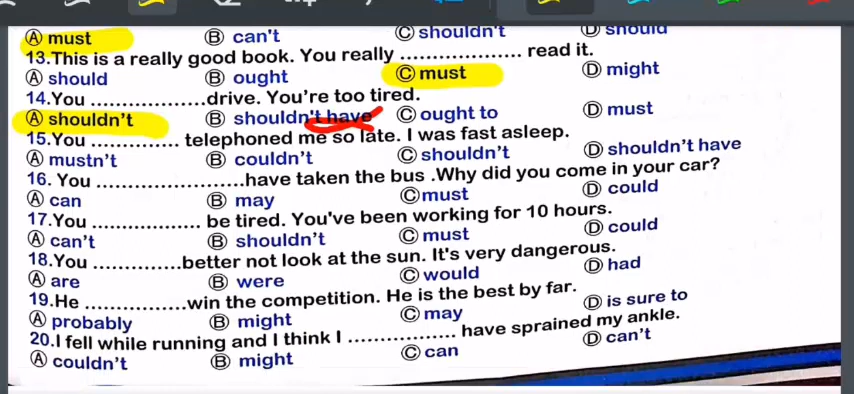 Ⓐ must Ⓑ can't Ⓒ shouldn't Ⓓ should
13.This is a really good book. You really .................... read it.
Ⓐ should Ⓑ ought Ⓒ must Ⓓ might
14.You ...................drive. You're too tired.
Ⓐ shouldn't Ⓑ shouldn't have Ⓒ ought to Ⓓ must
15.You ............... telephoned me so late. I was fast asleep.
Ⓐ mustn't Ⓑ couldn't Ⓒ shouldn't Ⓓ shouldn't have
16. You .........................have taken the bus .Why did you come in your car?
Ⓐ can Ⓑ may Ⓒ must Ⓓ could
17.You .................. be tired. You've been working for 10 hours.
Ⓐ can't Ⓑ shouldn't Ⓒ must Ⓓ could
18.You ...............better not look at the sun. It's very dangerous.
Ⓐ are Ⓑ were Ⓒ would Ⓓ had
19.He .................win the competition. He is the best by far.
Ⓐ probably Ⓑ might Ⓒ may Ⓓ is sure to
20.I fell while running and I think I .................. have sprained my ankle.
Ⓐ couldn't Ⓑ might Ⓒ can Ⓓ can't